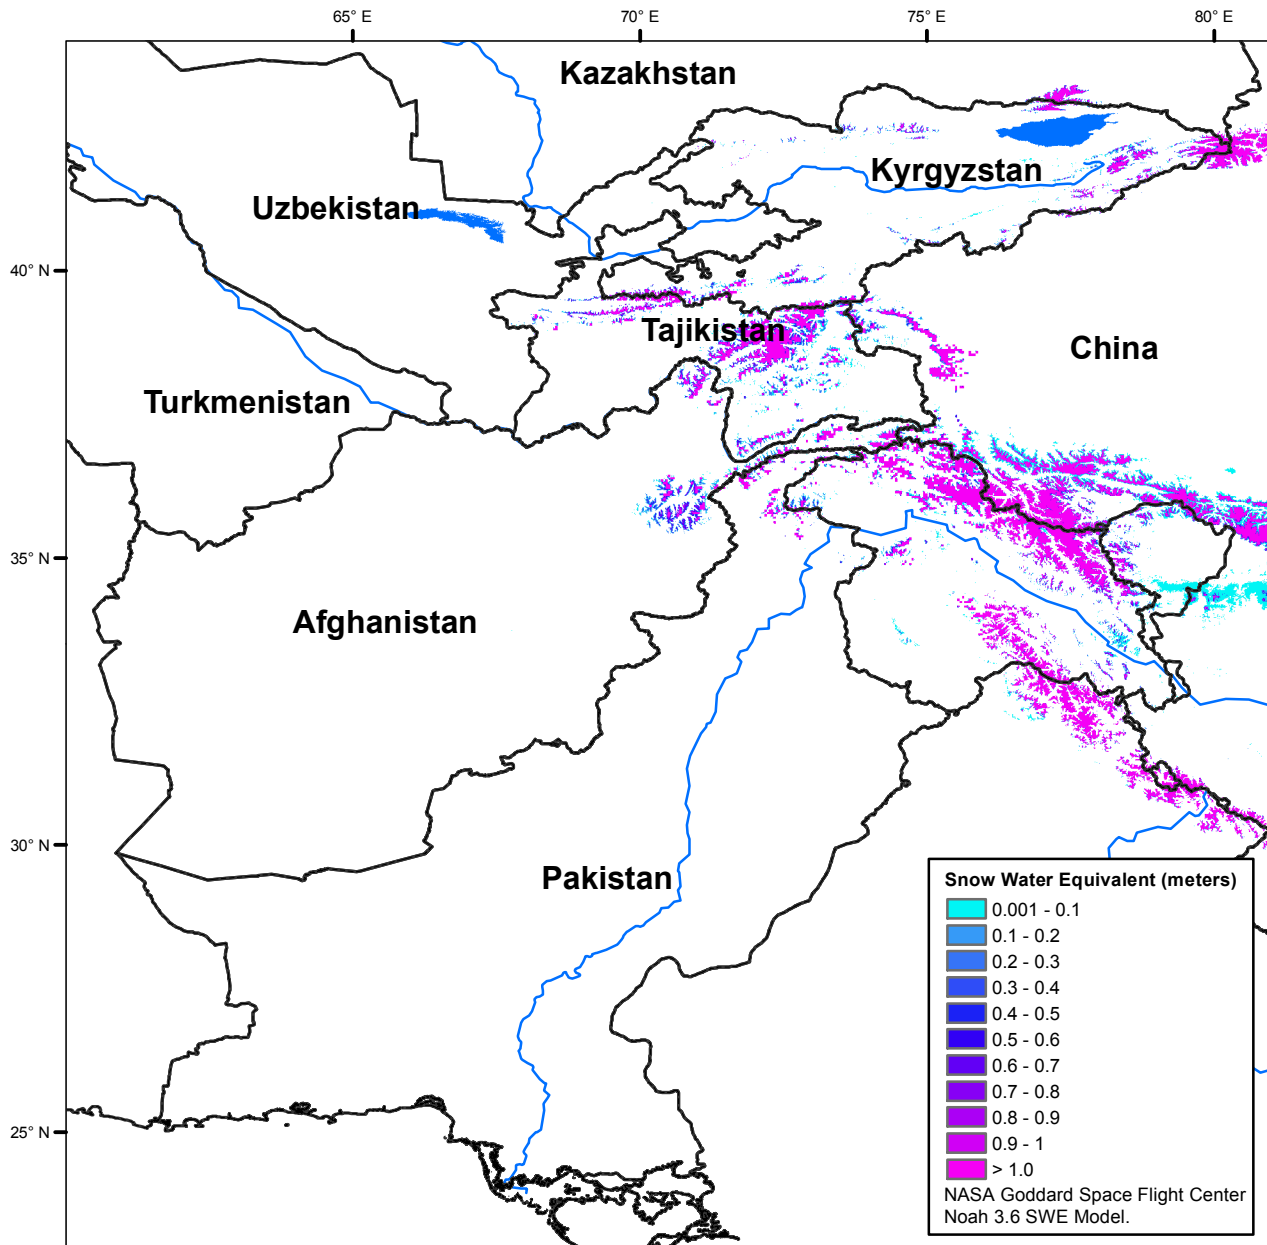 65° E
70° E
75° E
80° E
Kazakhstan
Kyrgyzstan
Uzbekistan
40° N
Tajikistan
China
Turkmenistan
35° N
Afghanistan
30° N
Pakistan
25° N
Snow Water Equivalent (meters)
0.001 - 0.1
0.1 - 0.2
0.2 - 0.3
0.3 - 0.4
0.4 - 0.5
0.5 - 0.6
0.6 - 0.7
0.7 - 0.8
0.8 - 0.9
0.9 - 1
> 1.0
NASA Goddard Space Flight Center
Noah 3.6 SWE Model.